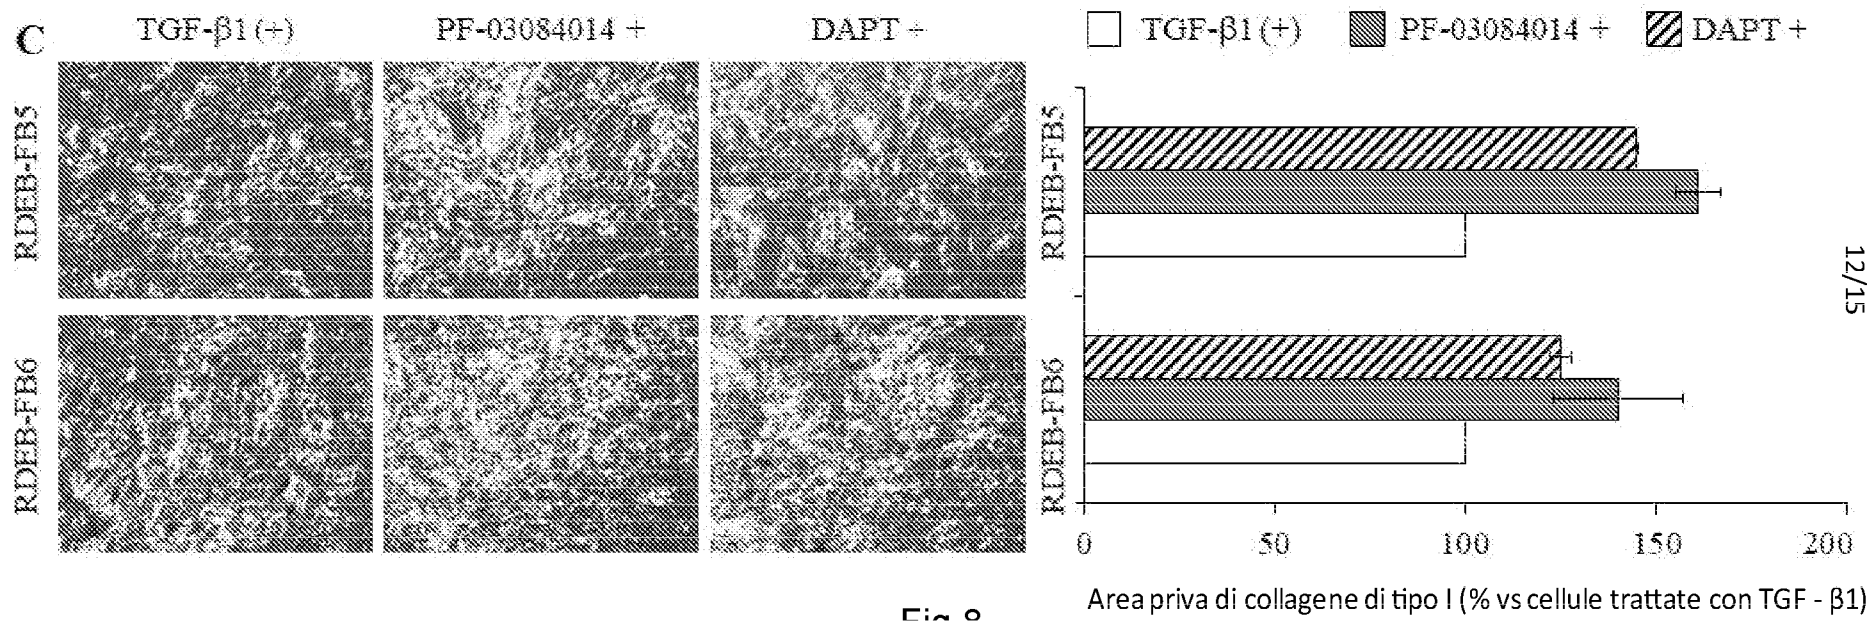 C
TGF-β1 (+)
PF-03084014 +
DAPT +
RDEB-FB5
RDEB-FB6
TGF-β1 (+)
PF-03084014 +
DAPT +
RDEB-FB5
RDEB-FB6
0
50
100
150
200
Area priva di collagene di tipo I (% vs cellule trattate con TGF - β1)
12/15
Fig 8